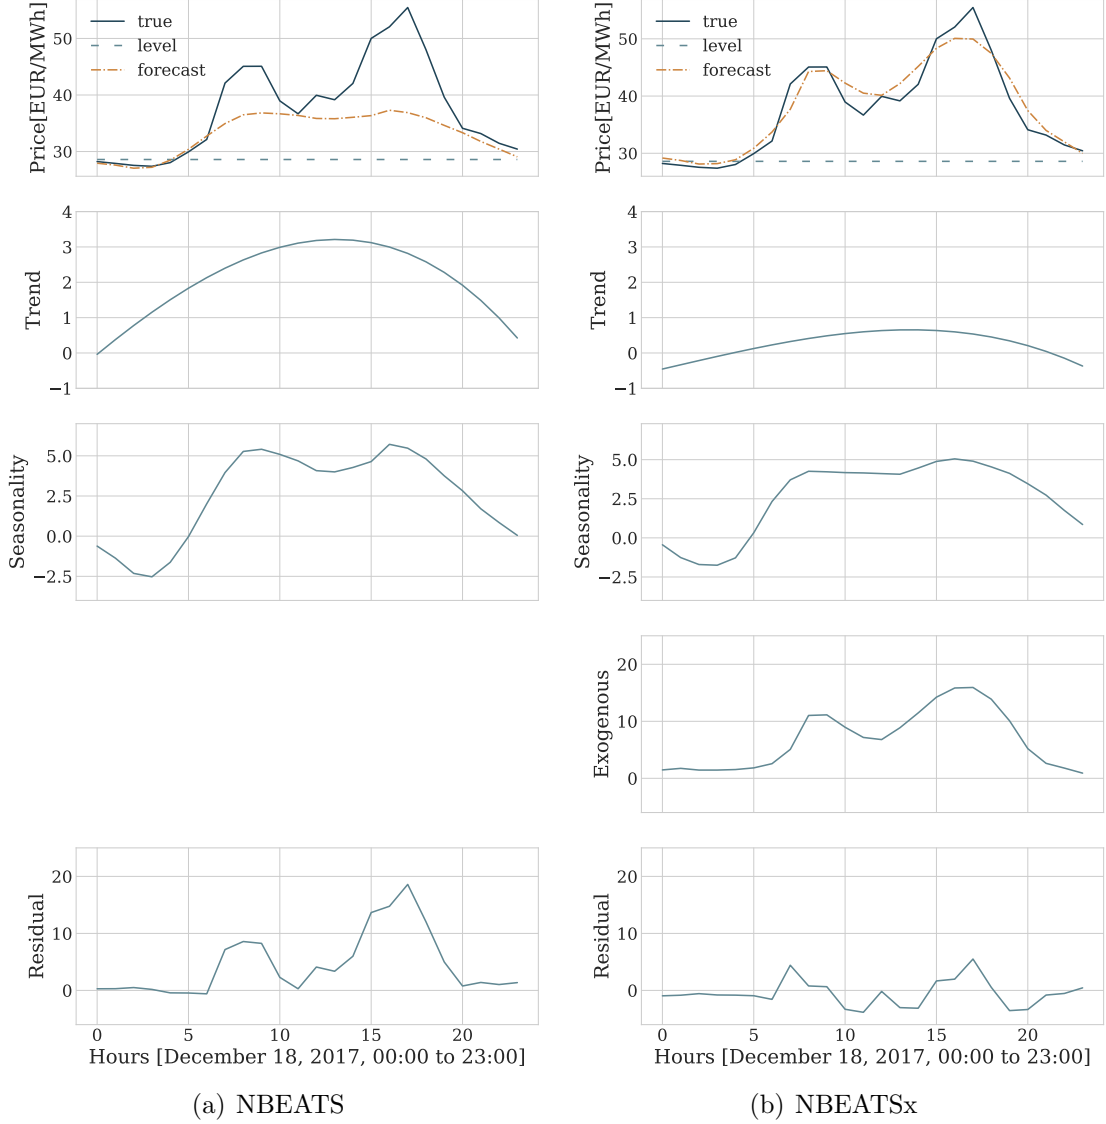 Price[EUR/MWh]
50
40
30
true
level
forecast
Trend
4
3
2
1
0
−1
Seasonality
5.0
2.5
0.0
−2.5
Residual
20
10
0
0 5 10 15 20
Hours [December 18, 2017, 00:00 to 23:00]
(a) NBEATS
Price[EUR/MWh]
50
40
30
true
level
forecast
Trend
4
3
2
1
0
−1
Seasonality
5.0
2.5
0.0
−2.5
Exogenous
20
10
0
Residual
20
10
0
0 5 10 15 20
Hours [December 18, 2017, 00:00 to 23:00]
(b) NBEATSx